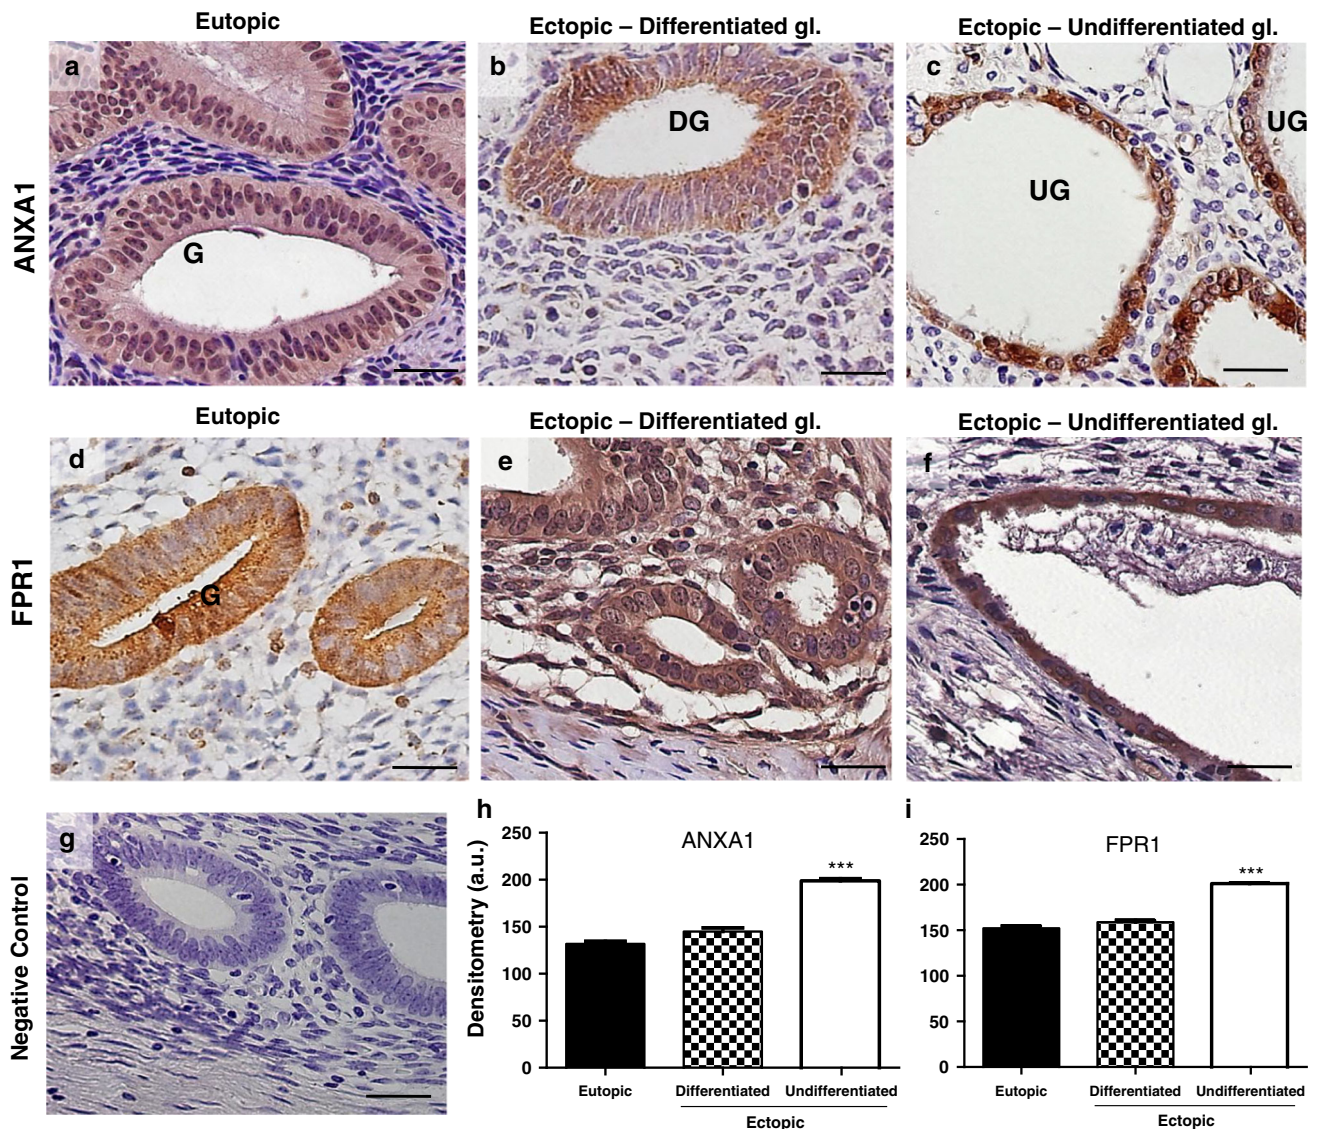 Eutopic
Ectopic – Differentiated gl.
Ectopic – Undifferentiated gl.
ANXA1
a
G
b
DG
c
UG
UG
Eutopic
Ectopic – Differentiated gl.
Ectopic – Undifferentiated gl.
FPR1
d
G
e
f
Negative Control
g
h
ANXA1
Densitometry (a.u.)
250
200
150
100
50
0
***
Eutopic
Differentiated
Undifferentiated
Ectopic
i
FPR1
250
200
150
100
50
0
***
Eutopic
Differentiated
Undifferentiated
Ectopic